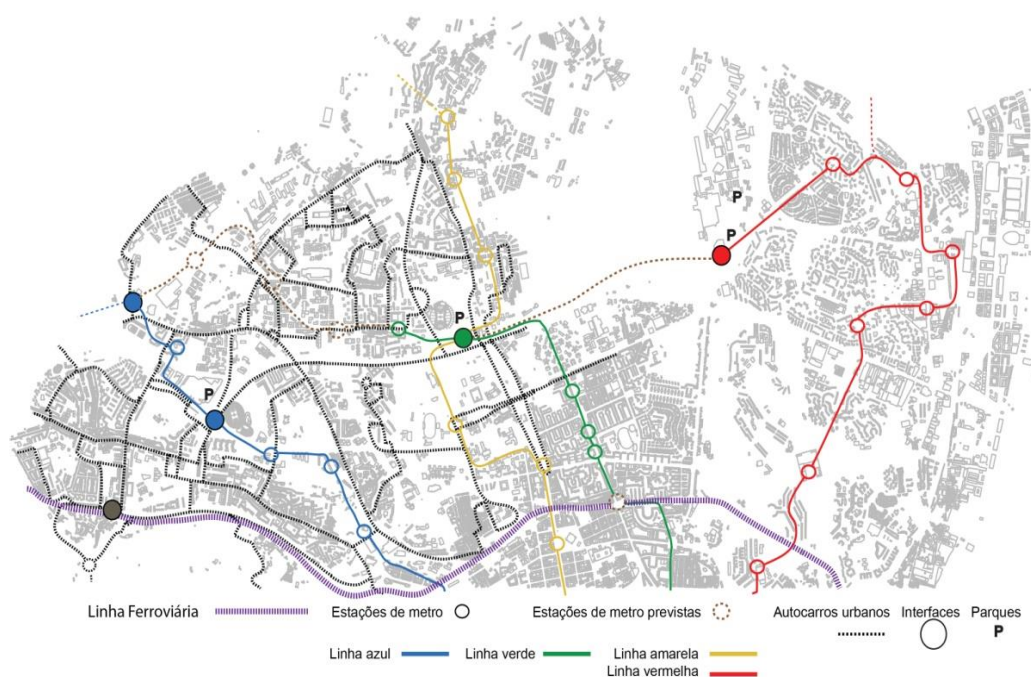 P
P
P
P
Linha Ferroviária
Estações de metro
Estações de metro previstas
Autocarros urbanos
Interfaces
Parques
P
Linha azul
Linha verde
Linha amarela
Linha vermelha